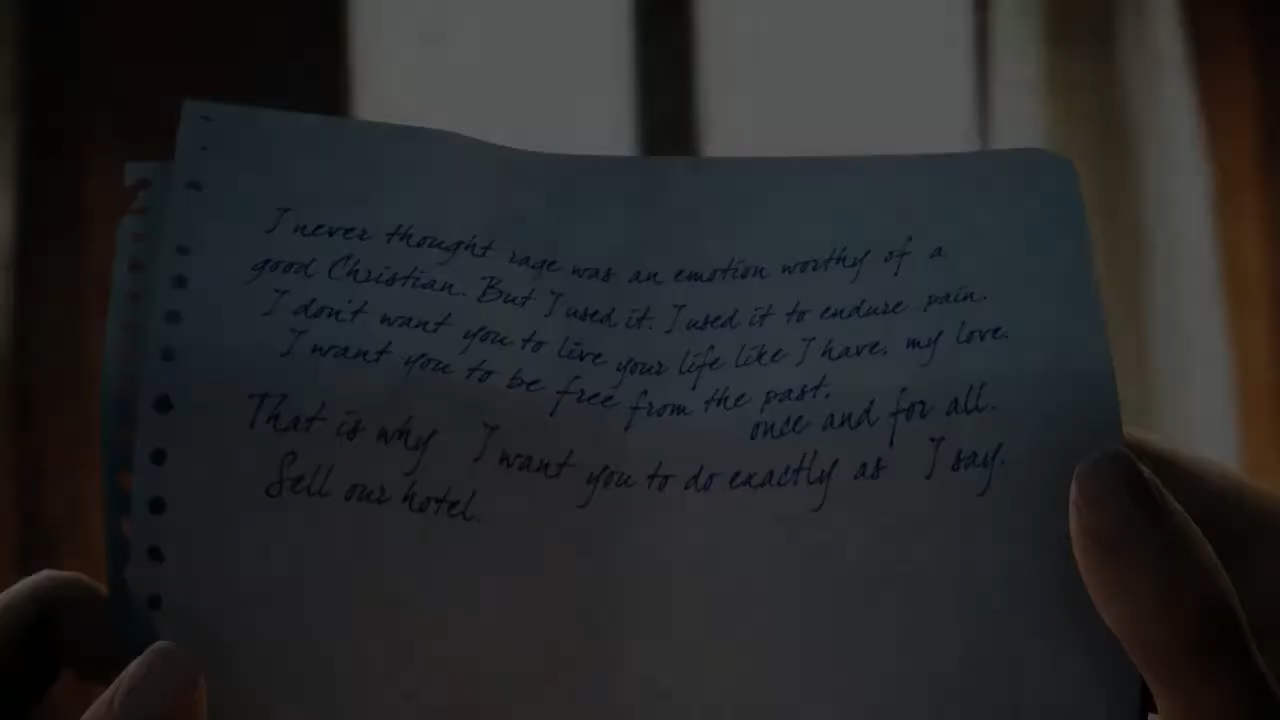 I never thought rage was an emotion worthy of a
good Christian. But I used it. I used it to endure pain.
I don't want you to live your life like I have, my love.
I want you to be free from the past,
once and for all.
That is why I want you to do exactly as I say.
Sell our hotel.